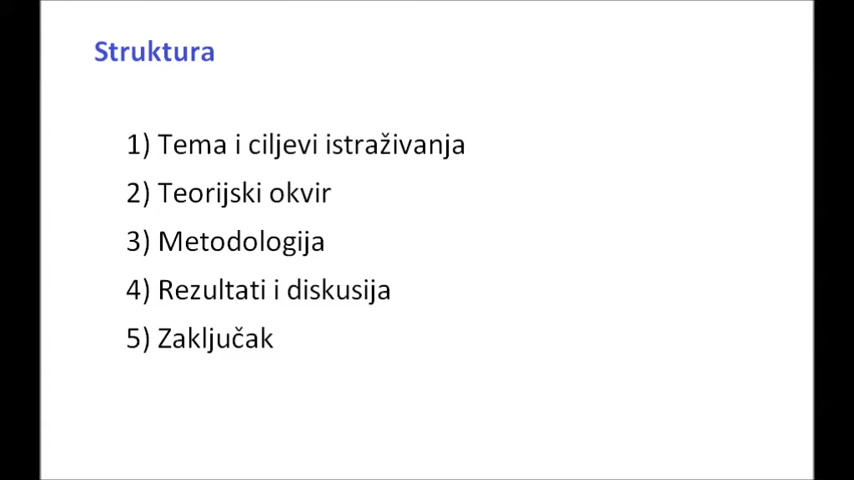 Struktura
1) Tema i ciljevi istraživanja
2) Teorijski okvir
3) Metodologija
4) Rezultati i diskusija
5) Zaključak